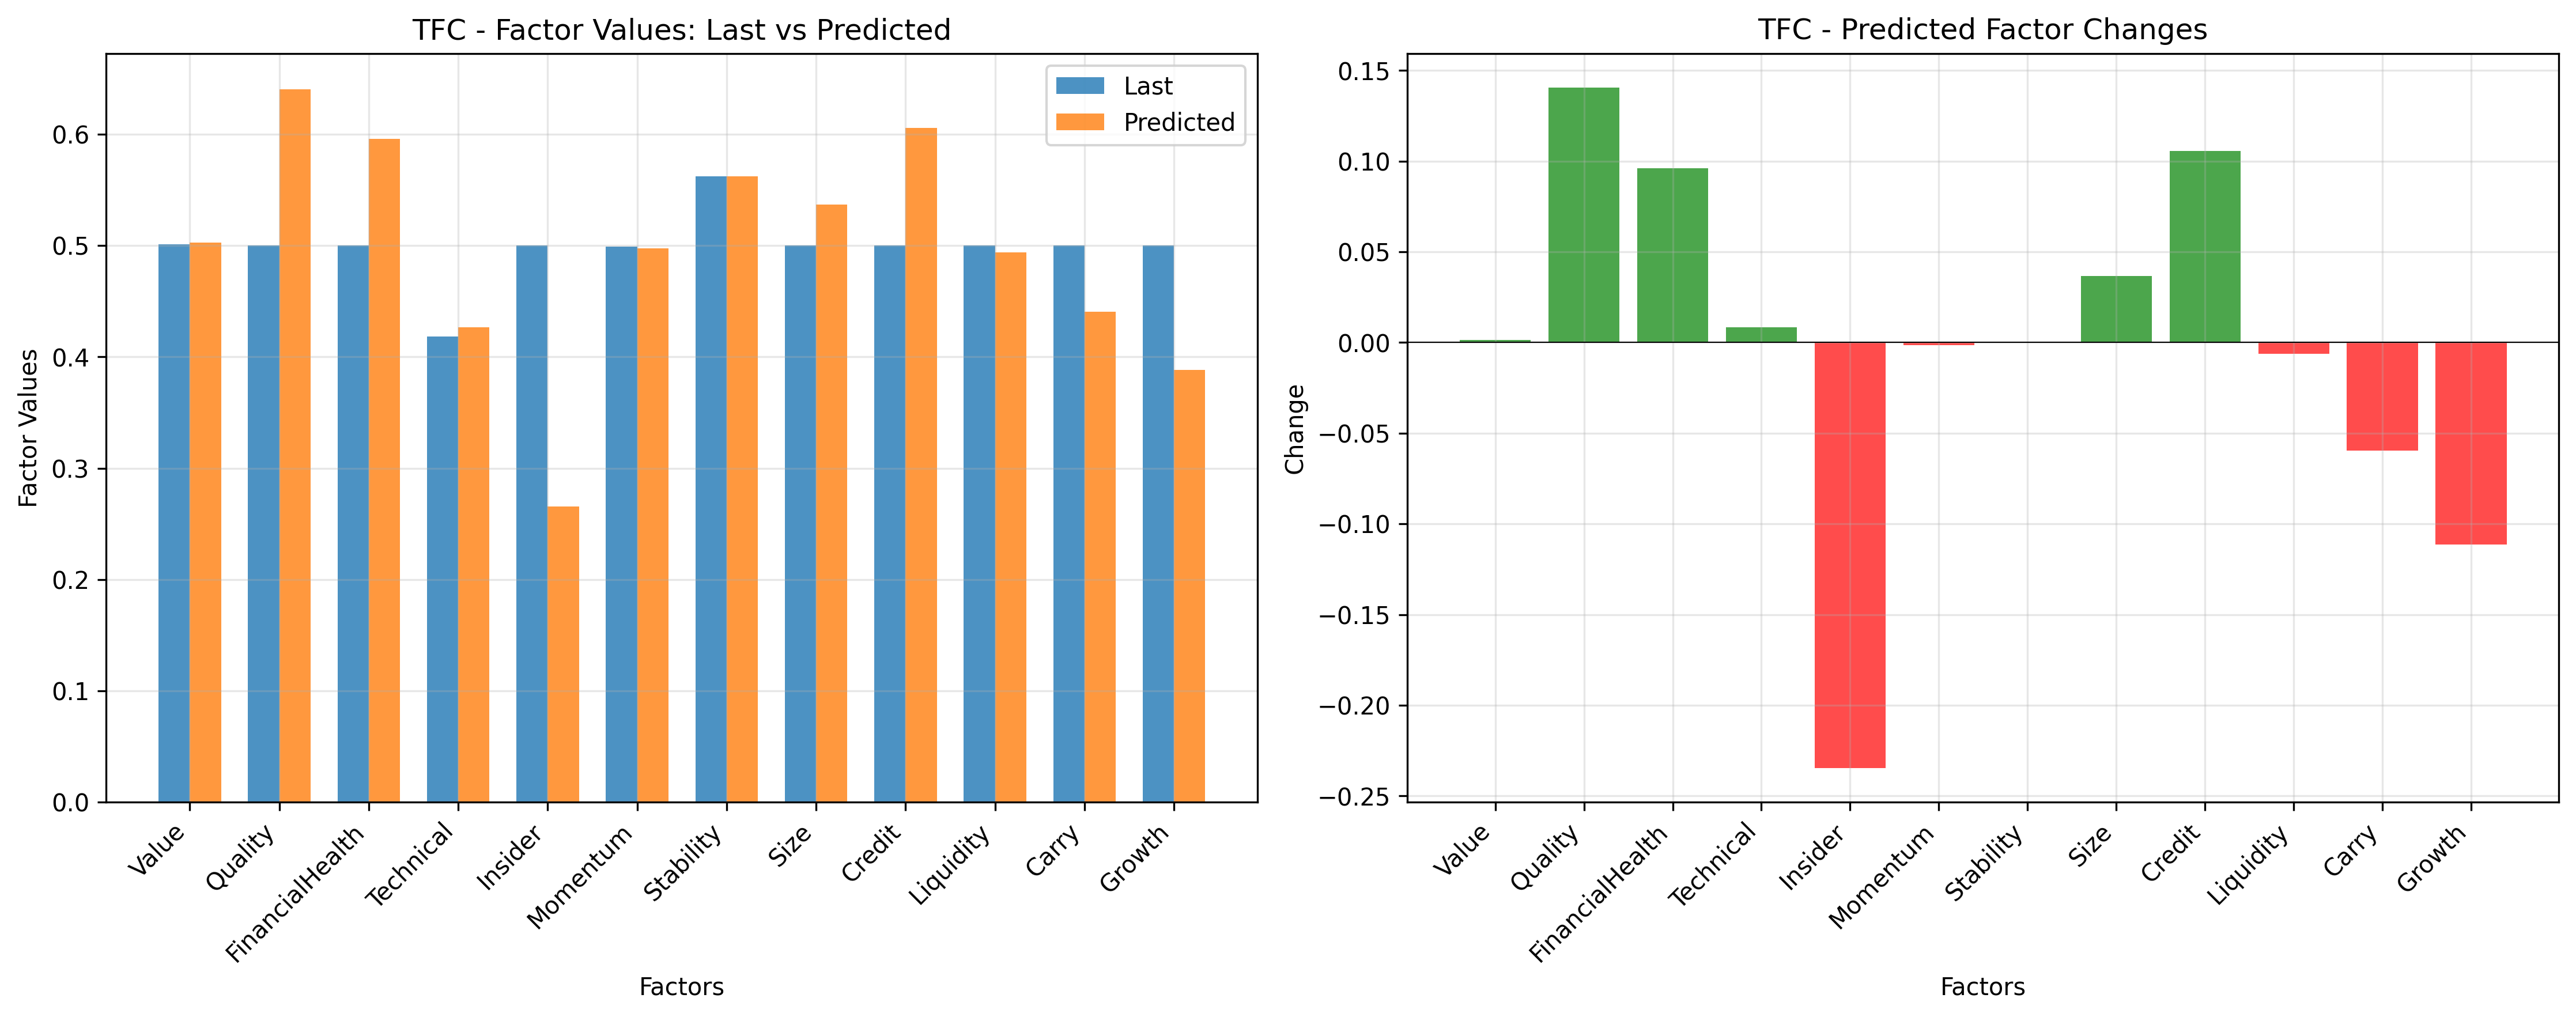 TFC - Factor Values: Last vs Predicted
Last
Predicted
Factor Values
0.6
0.5
0.4
0.3
0.2
0.1
0.0
Value
Quality
FinancialHealth
Technical
Insider
Momentum
Stability
Size
Credit
Liquidity
Carry
Growth
Factors
TFC - Predicted Factor Changes
Change
0.15
0.10
0.05
0.00
−0.05
−0.10
−0.15
−0.20
−0.25
Value
Quality
FinancialHealth
Technical
Insider
Momentum
Stability
Size
Credit
Liquidity
Carry
Growth
Factors